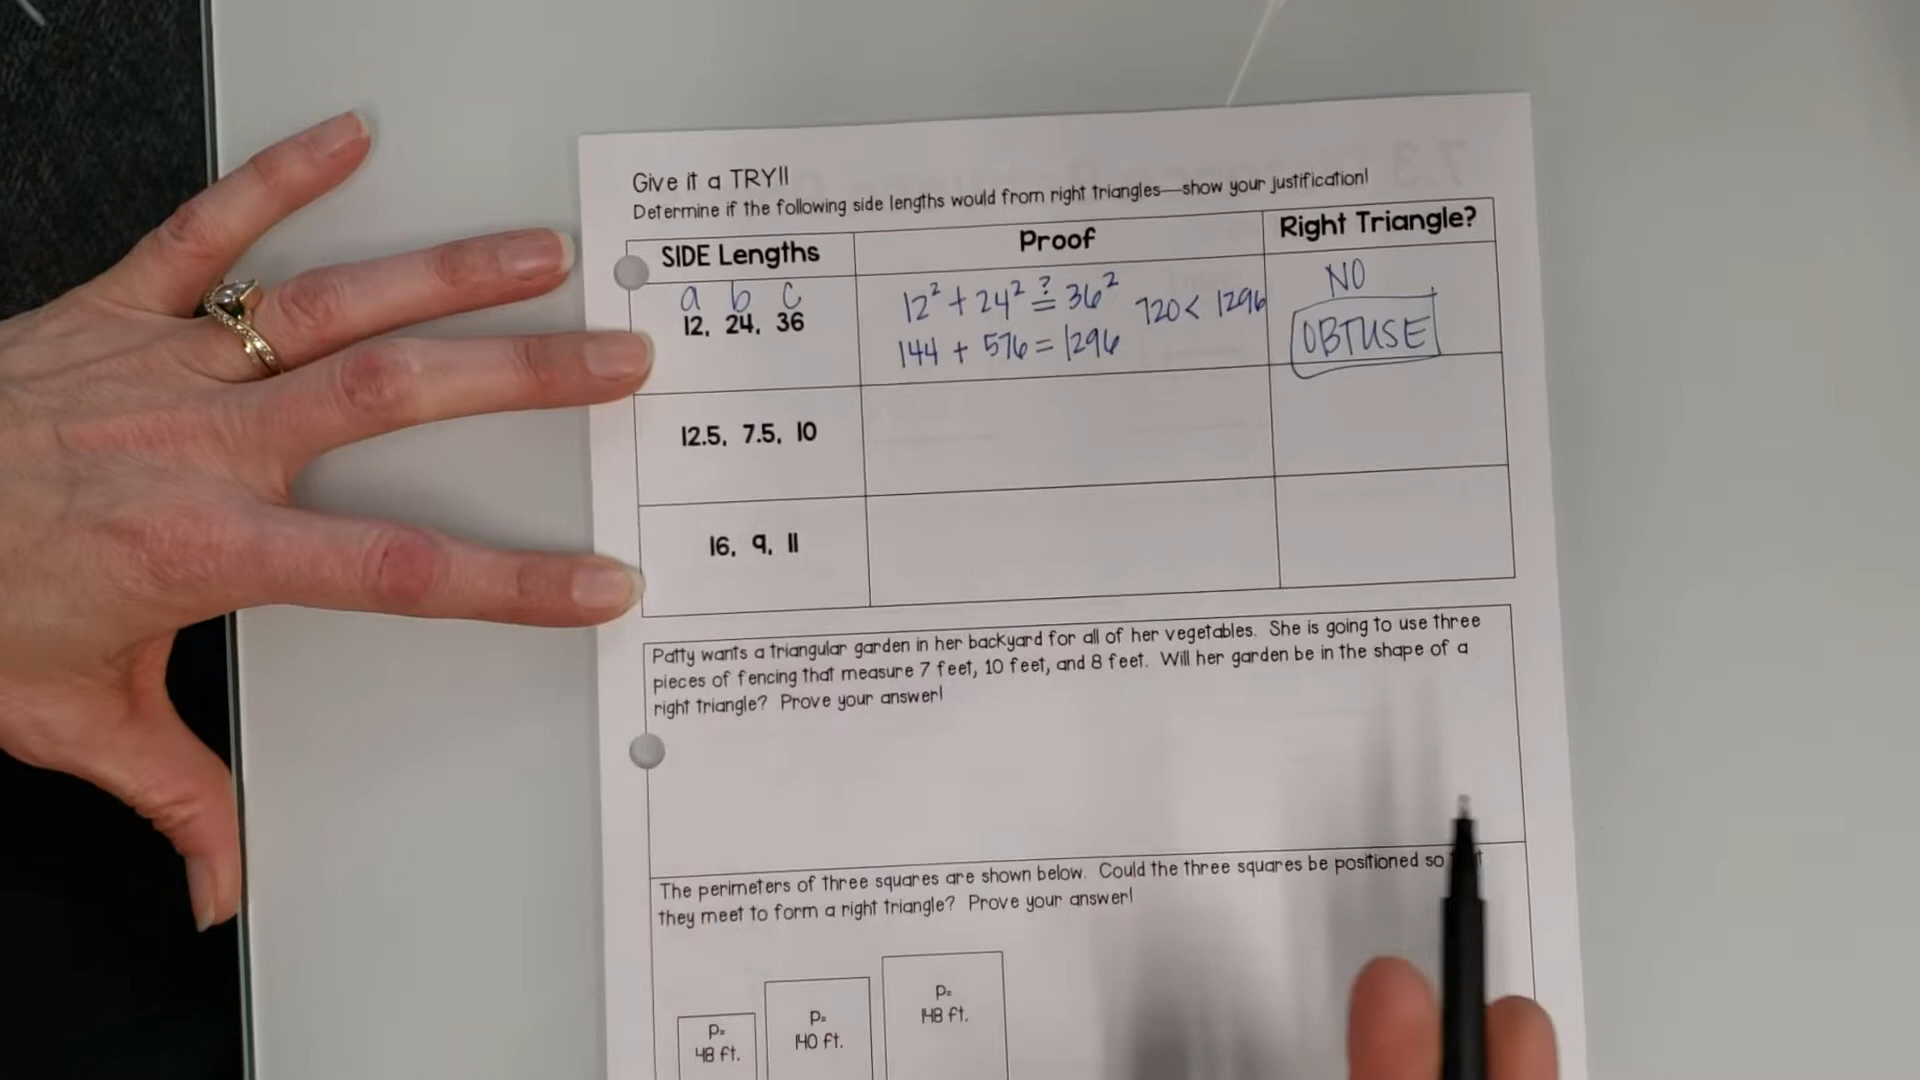 Give it a TRY!!
Determine if the following side lengths would from right triangles—show your justification!
SIDE Lengths Proof Right Triangle?
a b c
12, 24, 36
12² + 24² ≟ 36²
144 + 576 = 1296
720 < 1296
NO
OBTUSE
12.5, 7.5, 10
16, 9, 11
Patty wants a triangular garden in her backyard for all of her vegetables. She is going to use three
pieces of fencing that measure 7 feet, 10 feet, and 8 feet. Will her garden be in the shape of a
right triangle? Prove your answer!
The perimeters of three squares are shown below. Could the three squares be positioned so
they meet to form a right triangle? Prove your answer!
P=
48 ft.
P=
140 ft.
P=
148 ft.